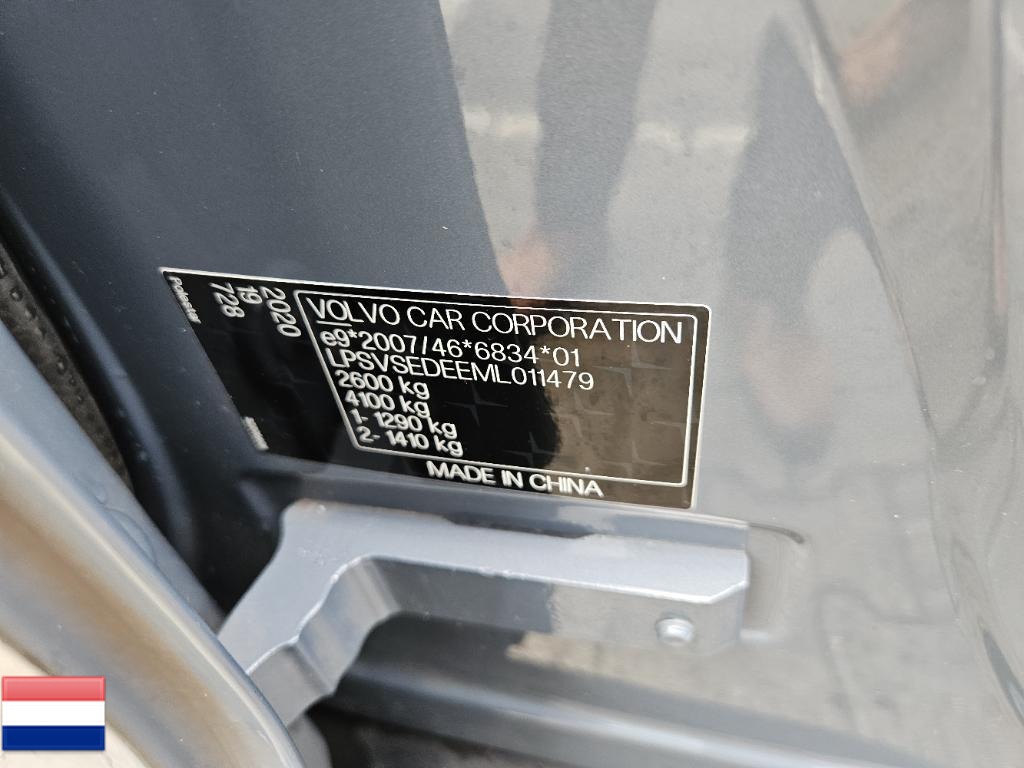 VOLVO CAR CORPORATION
e9*2007/46*6834*01
LPSVSEDEEML011479
2600 kg
4100 kg
1- 1290 kg
2- 1410 kg
MADE IN CHINA
2020
19
728
Polestar